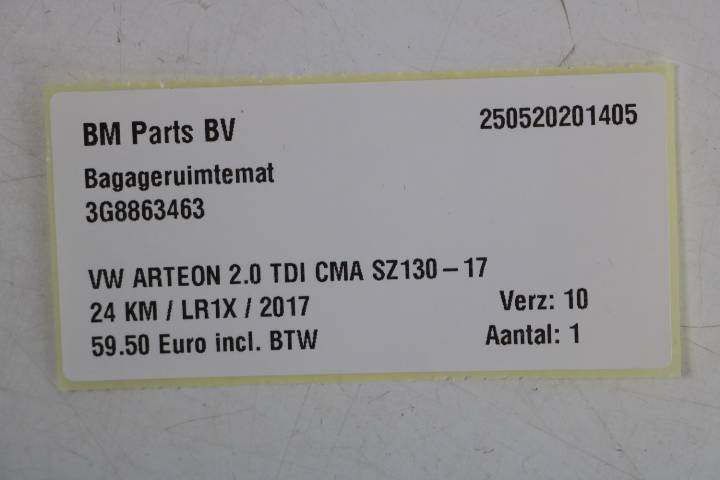 BM Parts BV 250520201405
Bagageruimtemat
3G8863463
VW ARTEON 2.0 TDI CMA SZ130-17
24 KM / LR1X / 2017 Verz: 10
59.50 Euro incl. BTW Aantal: 1